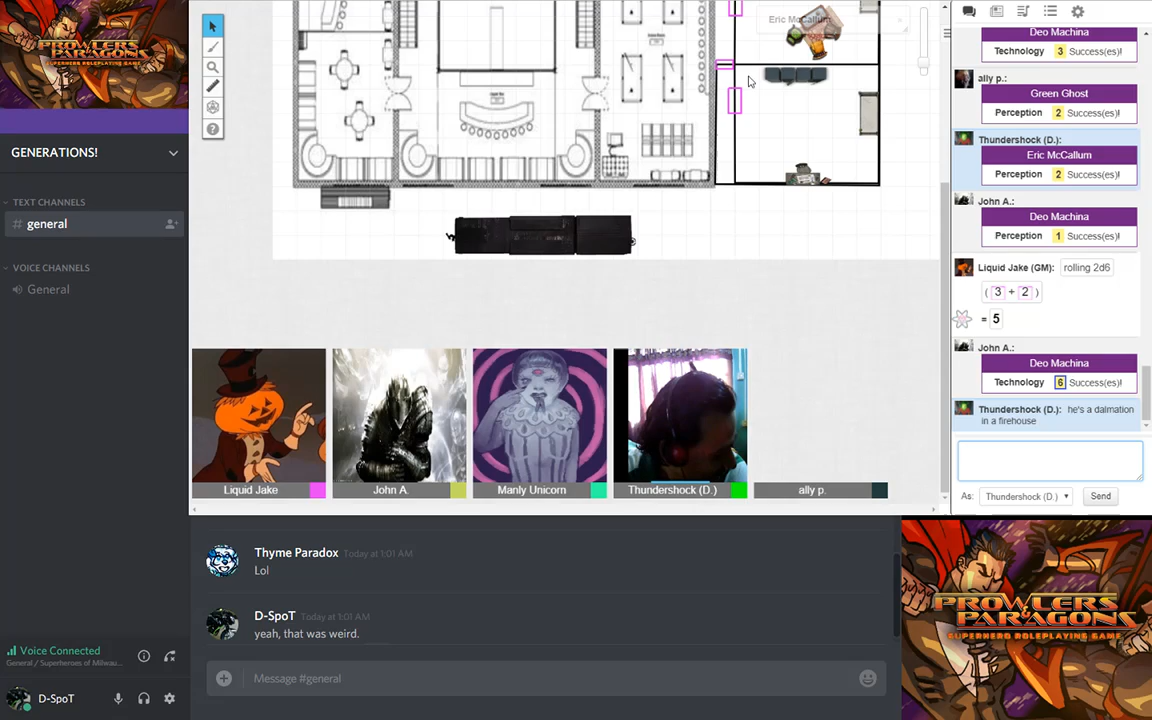 PROWLERS
& PARAGONS
SUPERHERO ROLEPLAYING GAME
GENERATIONS!
TEXT CHANNELS
# general
VOICE CHANNELS
General
Voice Connected
General / Superheroes of Milwau...
D-SpoT
Eric McCallum
Liquid Jake
John A.
Manly Unicorn
Thundershock (D.)
ally p.
Deo Machina
Technology 3 Success(es)!
ally p.:
Green Ghost
Perception 2 Success(es)!
Thundershock (D.):
Eric McCallum
Perception 2 Success(es)!
John A.:
Deo Machina
Perception 1 Success(es)!
Liquid Jake (GM): rolling 2d6
( 3 + 2 )
= 5
John A.:
Deo Machina
Technology 6 Success(es)!
Thundershock (D.): he's a dalmation
in a firehouse
As: Thundershock (D.) Send
Thyme Paradox Today at 1:01 AM
Lol
D-SpoT Today at 1:01 AM
yeah, that was weird.
Message #general
PROWLERS
& PARAGONS
SUPERHERO ROLEPLAYING GAME